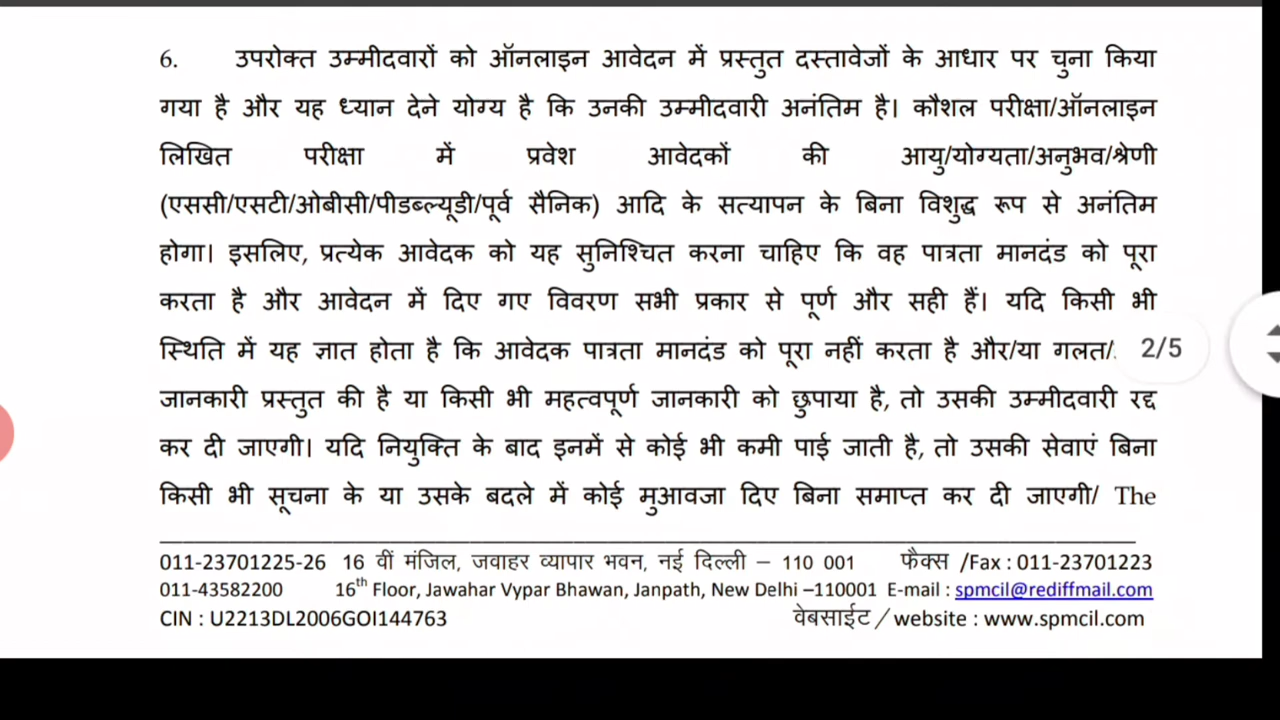 6. उपरोक्त उम्मीदवारों को ऑनलाइन आवेदन में प्रस्तुत दस्तावेजों के आधार पर चुना किया
गया है और यह ध्यान देने योग्य है कि उनकी उम्मीदवारी अनंतिम है। कौशल परीक्षा/ऑनलाइन
लिखित परीक्षा में प्रवेश आवेदकों की आयु/योग्यता/अनुभव/श्रेणी
(एससी/एसटी/ओबीसी/पीडब्ल्यूडी/पूर्व सैनिक) आदि के सत्यापन के बिना विशुद्ध रूप से अनंतिम
होगा। इसलिए, प्रत्येक आवेदक को यह सुनिश्चित करना चाहिए कि वह पात्रता मानदंड को पूरा
करता है और आवेदन में दिए गए विवरण सभी प्रकार से पूर्ण और सही हैं। यदि किसी भी
स्थिति में यह ज्ञात होता है कि आवेदक पात्रता मानदंड को पूरा नहीं करता है और/या गलत/ 2/5
जानकारी प्रस्तुत की है या किसी भी महत्वपूर्ण जानकारी को छुपाया है, तो उसकी उम्मीदवारी रद्द
कर दी जाएगी। यदि नियुक्ति के बाद इनमें से कोई भी कमी पाई जाती है, तो उसकी सेवाएं बिना
किसी भी सूचना के या उसके बदले में कोई मुआवजा दिए बिना समाप्त कर दी जाएगी/ The
011-23701225-26 16 वीं मंजिल, जवाहर व्यापार भवन, नई दिल्ली – 110 001 फैक्स /Fax : 011-23701223
011-43582200 16th Floor, Jawahar Vypar Bhawan, Janpath, New Delhi –110001 E-mail : spmcil@rediffmail.com
CIN : U2213DL2006GOI144763 वेबसाईट / website : www.spmcil.com